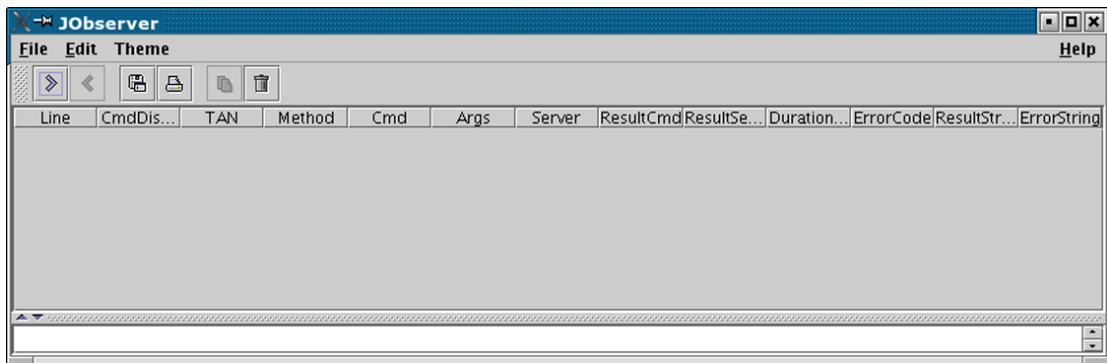 JObserver
File Edit Theme Help
Line CmdDis... TAN Method Cmd Args Server ResultCmd ResultSe... Duration... ErrorCode ResultStr... ErrorString